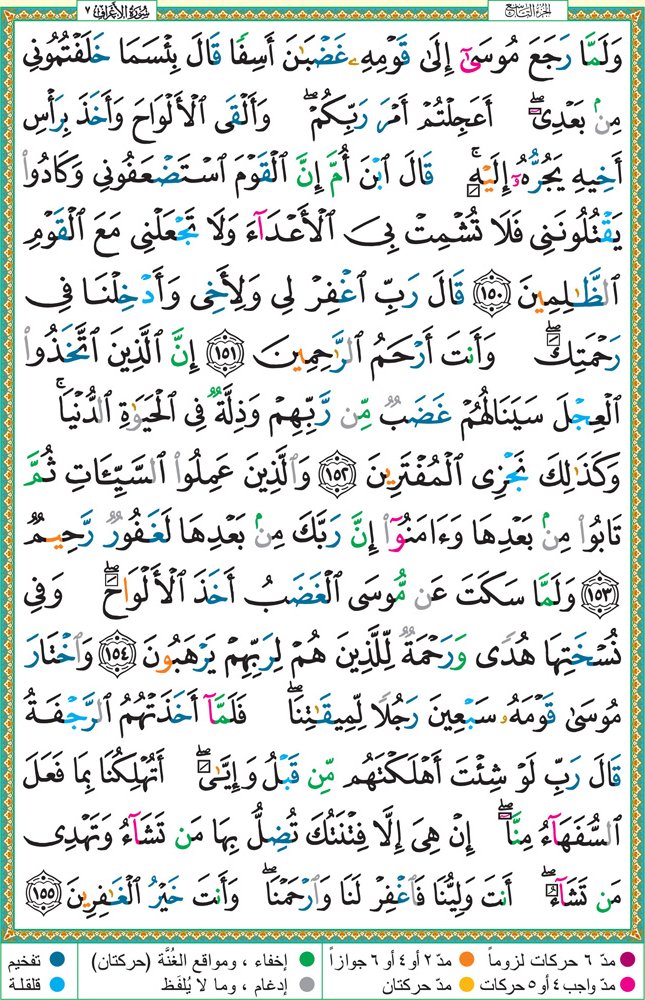 الجزء التاسع سورة الأعراف ٧
وَلَمَّا رَجَعَ مُوسَىٰٓ إِلَىٰ قَوْمِهِۦ غَضْبَٰنَ أَسِفًا قَالَ بِئْسَمَا خَلَفْتُمُونِي
مِنۢ بَعْدِيٓۖ أَعَجِلْتُمْ أَمْرَ رَبِّكُمْۖ وَأَلْقَى ٱلْأَلْوَاحَ وَأَخَذَ بِرَأْسِ
أَخِيهِ يَجُرُّهُۥٓ إِلَيْهِۚ قَالَ ٱبْنَ أُمَّ إِنَّ ٱلْقَوْمَ ٱسْتَضْعَفُونِي وَكَادُوا۟
يَقْتُلُونَنِي فَلَا تُشْمِتْ بِيَ ٱلْأَعْدَآءَ وَلَا تَجْعَلْنِي مَعَ ٱلْقَوْمِ
ٱلظَّٰلِمِينَ ١٥٠ قَالَ رَبِّ ٱغْفِرْ لِي وَلِأَخِي وَأَدْخِلْنَا فِي
رَحْمَتِكَۖ وَأَنتَ أَرْحَمُ ٱلرَّٰحِمِينَ ١٥١ إِنَّ ٱلَّذِينَ ٱتَّخَذُوا۟
ٱلْعِجْلَ سَيَنَالُهُمْ غَضَبٌ مِّن رَّبِّهِمْ وَذِلَّةٌ فِي ٱلْحَيَوٰةِ ٱلدُّنْيَاۚ
وَكَذَٰلِكَ نَجْزِي ٱلْمُفْتَرِينَ ١٥٢ وَٱلَّذِينَ عَمِلُوا۟ ٱلسَّيِّـَٔاتِ ثُمَّ
تَابُوا۟ مِنۢ بَعْدِهَا وَءَامَنُوٓا۟ إِنَّ رَبَّكَ مِنۢ بَعْدِهَا لَغَفُورٌ رَّحِيمٌ
١٥٣ وَلَمَّا سَكَتَ عَن مُّوسَى ٱلْغَضَبُ أَخَذَ ٱلْأَلْوَاحَۖ وَفِي
نُسْخَتِهَا هُدًى وَرَحْمَةٌ لِّلَّذِينَ هُمْ لِرَبِّهِمْ يَرْهَبُونَ ١٥٤ وَٱخْتَارَ
مُوسَىٰ قَوْمَهُۥ سَبْعِينَ رَجُلًا لِّمِيقَٰتِنَاۖ فَلَمَّآ أَخَذَتْهُمُ ٱلرَّجْفَةُ
قَالَ رَبِّ لَوْ شِئْتَ أَهْلَكْتَهُم مِّن قَبْلُ وَإِيَّٰيَۖ أَتُهْلِكُنَا بِمَا فَعَلَ
ٱلسُّفَهَآءُ مِنَّآۖ إِنْ هِيَ إِلَّا فِتْنَتُكَ تُضِلُّ بِهَا مَن تَشَآءُ وَتَهْدِي
مَن تَشَآءُۖ أَنتَ وَلِيُّنَا فَٱغْفِرْ لَنَا وَٱرْحَمْنَاۖ وَأَنتَ خَيْرُ ٱلْغَٰفِرِينَ ١٥٥
مدّ ٦ حركات لزوماً مدّ ٢ أو ٤ أو ٦ جوازاً إخفاء، ومواقع الغُنَّة (حركتان) تفخيم
مدّ واجب ٤ أو ٥ حركات مدّ حركتان إدغام، وما لا يُلفَظ قلقلة